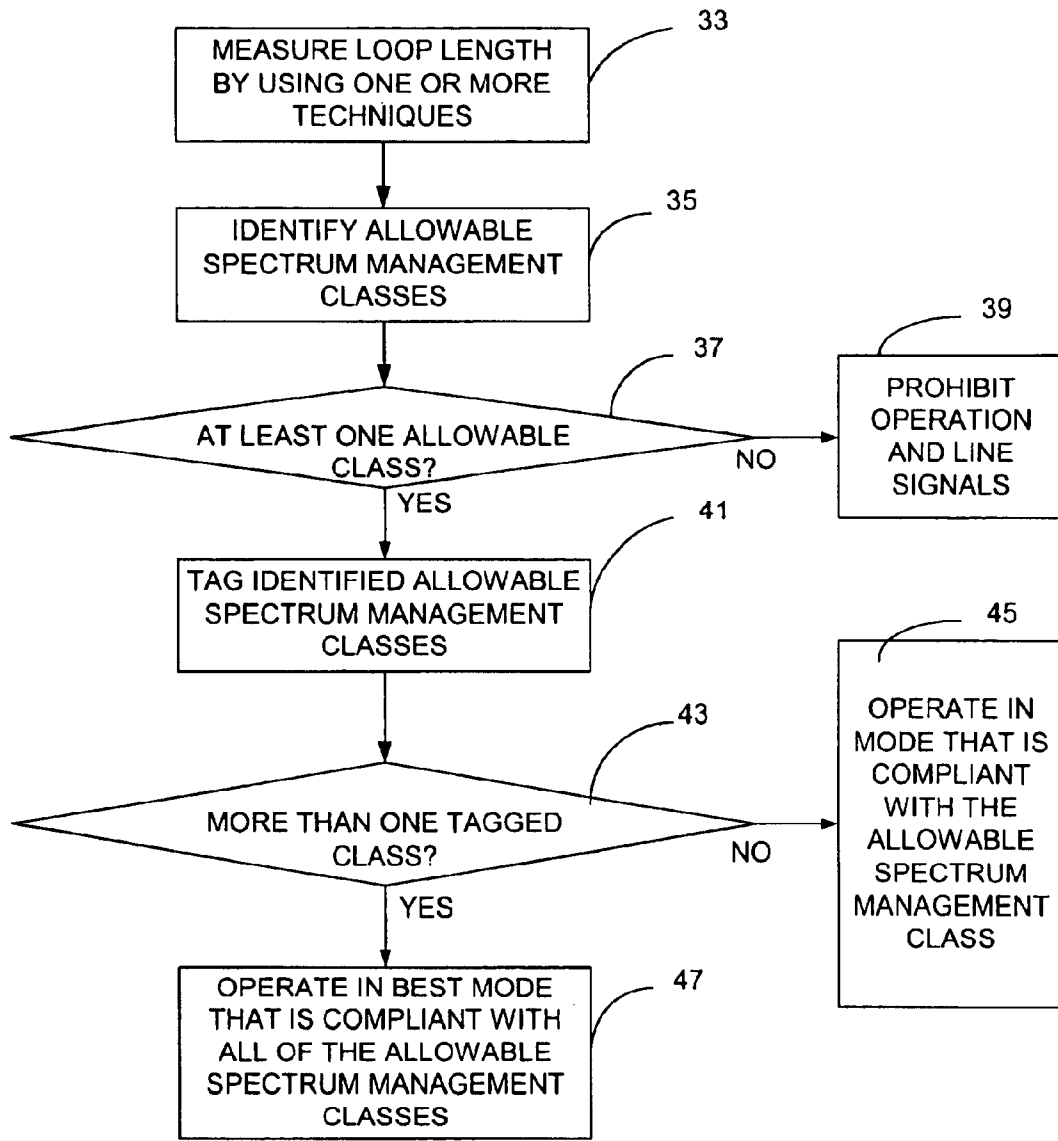 33
MEASURE LOOP LENGTH
BY USING ONE OR MORE
TECHNIQUES
35
IDENTIFY ALLOWABLE
SPECTRUM MANAGEMENT
CLASSES
37
AT LEAST ONE ALLOWABLE
CLASS?
NO
YES
39
PROHIBIT
OPERATION
AND LINE
SIGNALS
41
TAG IDENTIFIED ALLOWABLE
SPECTRUM MANAGEMENT
CLASSES
43
MORE THAN ONE TAGGED
CLASS?
NO
YES
45
OPERATE IN
MODE THAT IS
COMPLIANT
WITH THE
ALLOWABLE
SPECTRUM
MANAGEMENT
CLASS
47
OPERATE IN BEST MODE
THAT IS COMPLIANT WITH
ALL OF THE ALLOWABLE
SPECTRUM MANAGEMENT
CLASSES